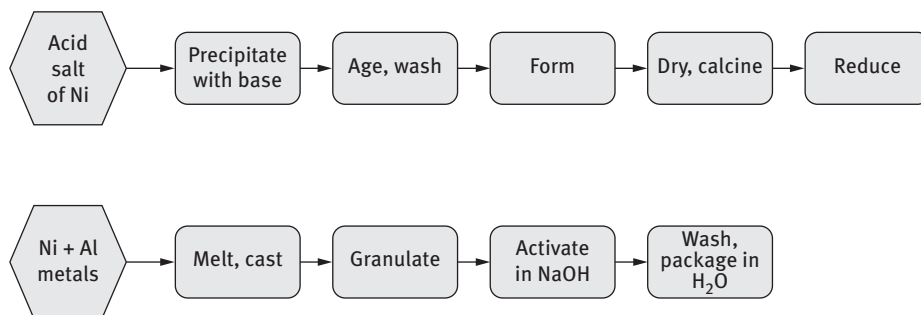 Acid
salt
of Ni
Precipitate
with base
Age, wash
Form
Dry, calcine
Reduce
Ni + Al
metals
Melt, cast
Granulate
Activate
in NaOH
Wash,
package in
H₂O